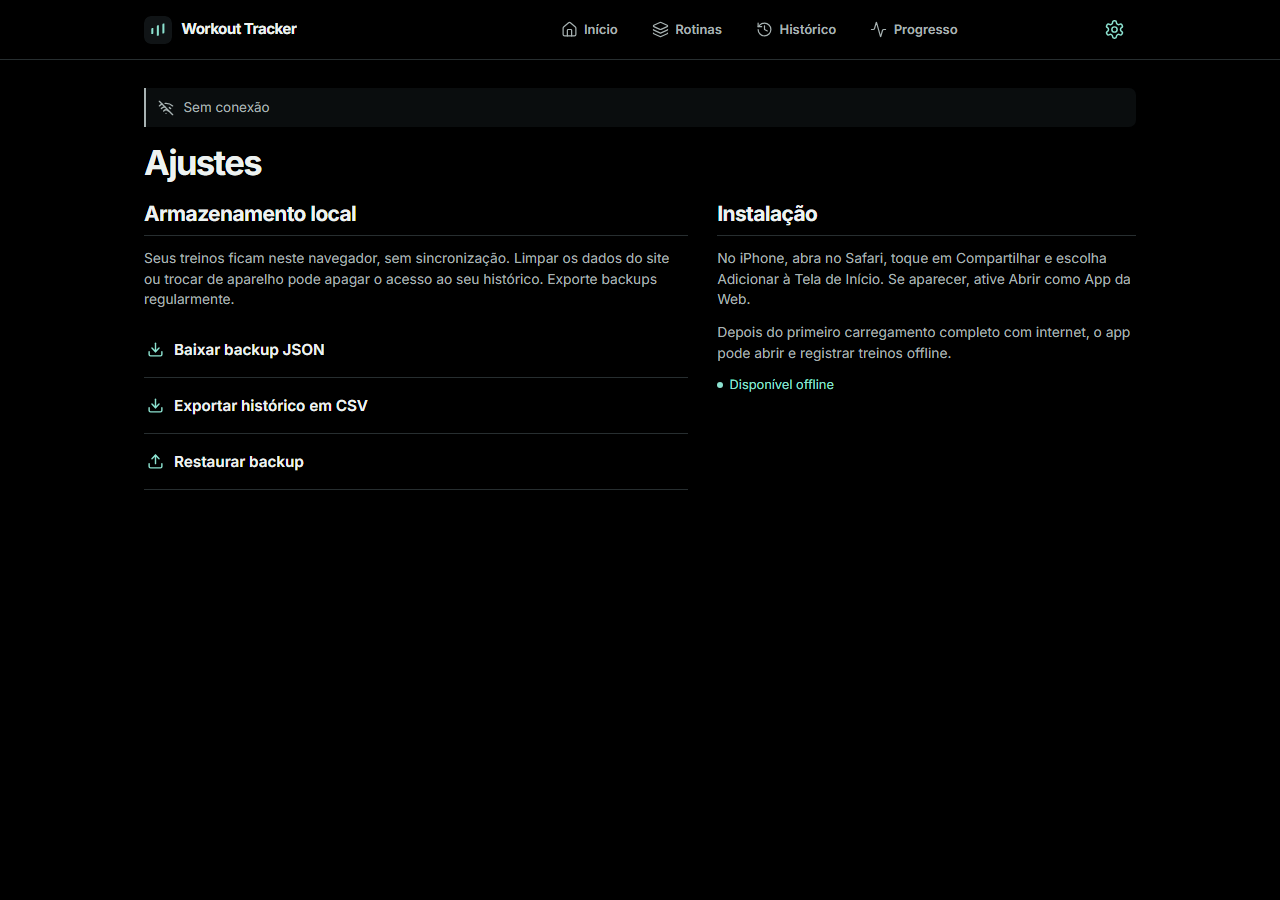 Workout Tracker
Início
Rotinas
Histórico
Progresso
Sem conexão
Ajustes
Armazenamento local
Seus treinos ficam neste navegador, sem sincronização. Limpar os dados do site
ou trocar de aparelho pode apagar o acesso ao seu histórico. Exporte backups
regularmente.
Baixar backup JSON
Exportar histórico em CSV
Restaurar backup
Instalação
No iPhone, abra no Safari, toque em Compartilhar e escolha
Adicionar à Tela de Início. Se aparecer, ative Abrir como App da
Web.
Depois do primeiro carregamento completo com internet, o app
pode abrir e registrar treinos offline.
Disponível offline